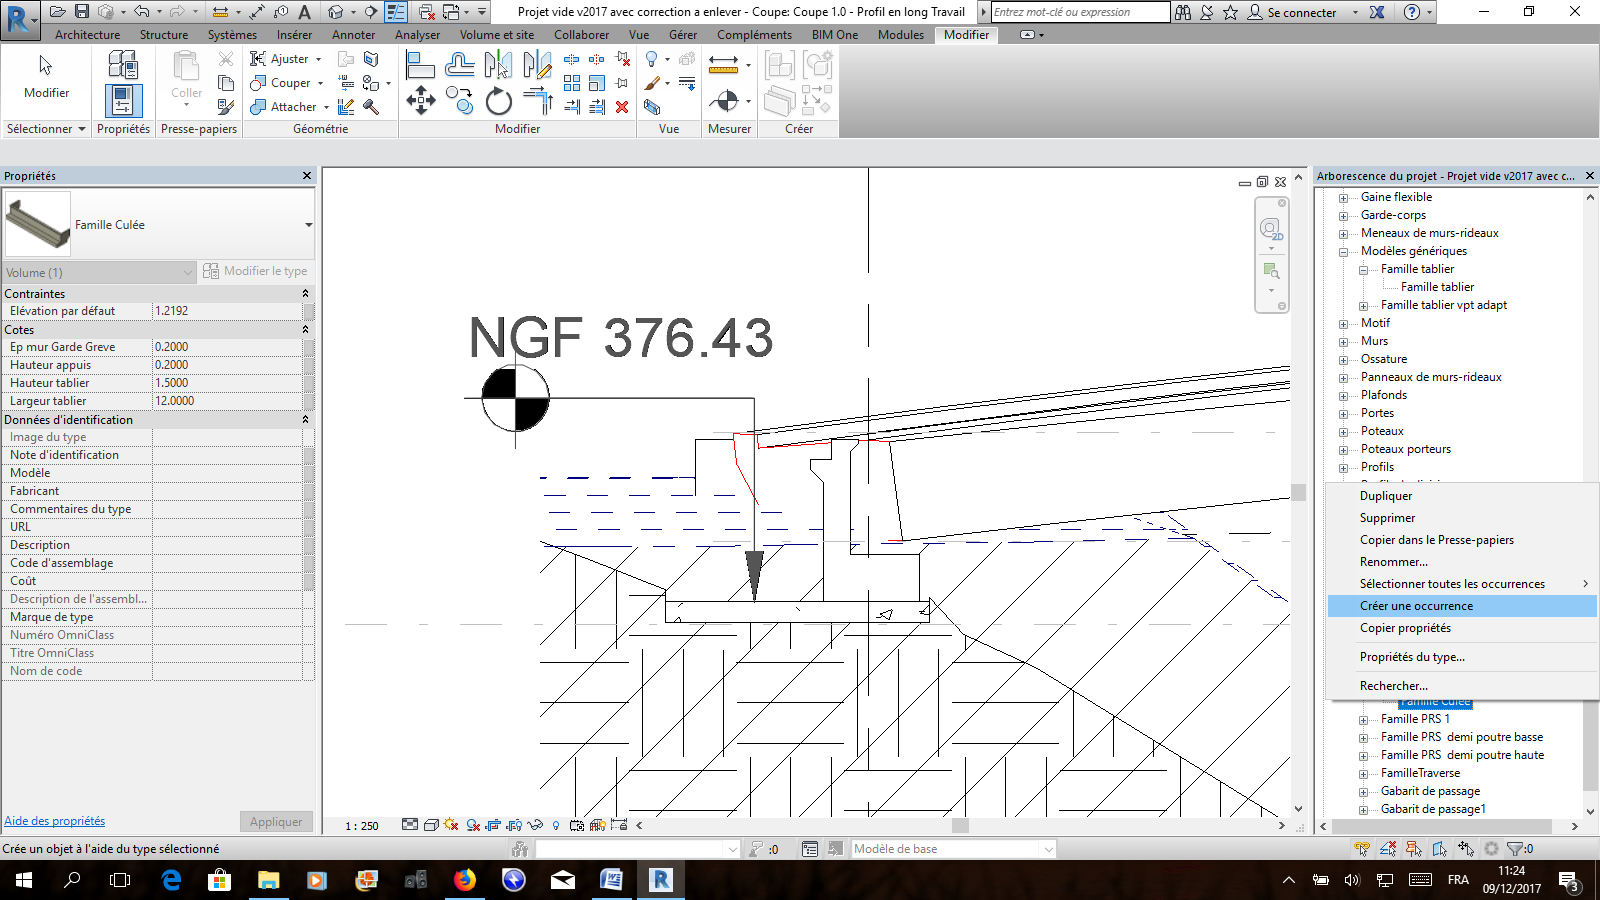 Projet vide v2017 avec correction a enlever - Coupe: Coupe 1.0 - Profil en long Travail
Entrez mot-clé ou expression
Se connecter
Architecture Structure Systèmes Insérer Annoter Analyser Volume et site Collaborer Vue Gérer Compléments BIM One Modules Modifier
Modifier
Coller
Ajuster
Couper
Attacher
Sélectionner Propriétés Presse-papiers Géométrie Modifier Vue Mesurer Créer
Propriétés
Famille Culée
Volume (1)
Modifier le type
Contraintes
Elévation par défaut 1.2192
Cotes
Ep mur Garde Greve 0.2000
Hauteur appuis 0.2000
Hauteur tablier 1.5000
Largeur tablier 12.0000
Données d'identification
Image du type
Note d'identification
Modèle
Fabricant
Commentaires du type
URL
Description
Code d'assemblage
Coût
Description de l'assembl...
Marque de type
Numéro OmniClass
Titre OmniClass
Nom de code
Aide des propriétés
Appliquer
NGF 376.43
2D
1 : 250
Arborescence du projet - Projet vide v2017 avec c...
Gaine flexible
Garde-corps
Meneaux de murs-rideaux
Modèles génériques
Famille tablier
Famille tablier
Famille tablier vpt adapt
Motif
Murs
Ossature
Panneaux de murs-rideaux
Plafonds
Portes
Poteaux
Poteaux porteurs
Profils
Dupliquer
Supprimer
Copier dans le Presse-papiers
Renommer...
Sélectionner toutes les occurrences
Créer une occurrence
Copier propriétés
Propriétés du type...
Rechercher...
Famille Culée
Famille PRS 1
Famille PRS demi poutre basse
Famille PRS demi poutre haute
FamilleTraverse
Gabarit de passage
Gabarit de passage1
Crée un objet à l'aide du type sélectionné
:0
Modèle de base
:0
FRA
11:24
09/12/2017
3